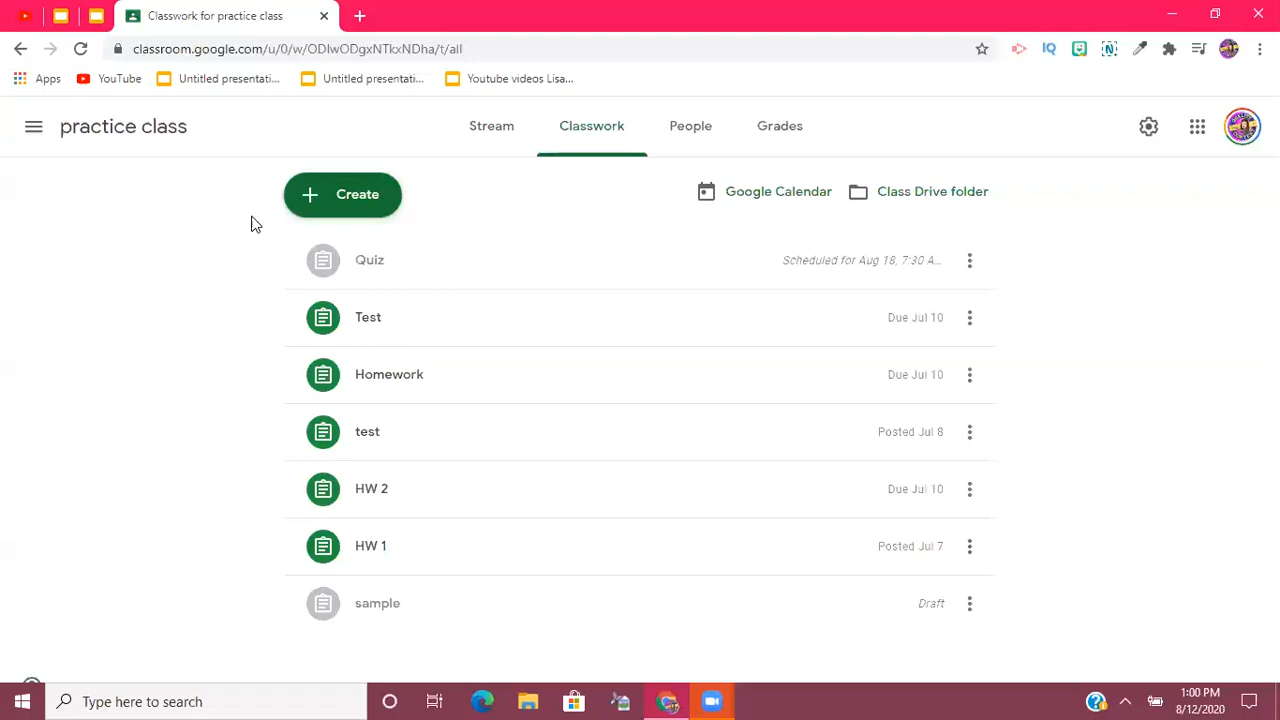 Classwork for practice class
classroom.google.com/u/0/w/ODIwODgxNTkxNDha/t/all
IQ
N
Apps
YouTube
Untitled presentati...
Untitled presentati...
Youtube videos Lisa...
practice class
Stream
Classwork
People
Grades
Create
Google Calendar
Class Drive folder
Quiz
Scheduled for Aug 18, 7:30 A...
Test
Due Jul 10
Homework
Due Jul 10
test
Posted Jul 8
HW 2
Due Jul 10
HW 1
Posted Jul 7
sample
Draft
Type here to search
1:00 PM
8/12/2020